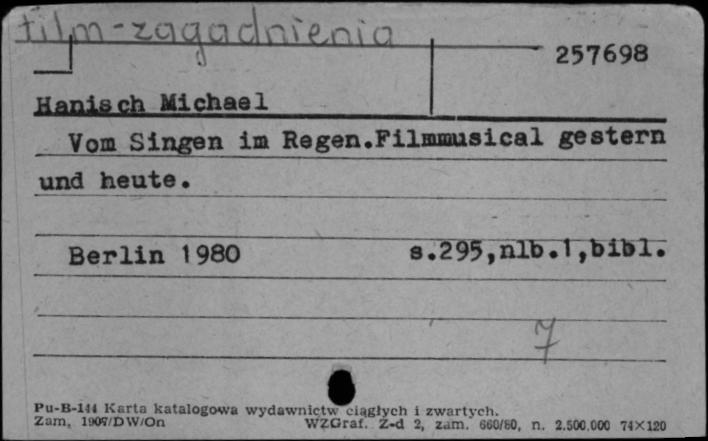 film-zagadnienia
257698
Hanisch Michael
Vom Singen im Regen.Filmmusical gestern
und heute.
Berlin 1980 s.295,nlb.1,bibl.
7
Pu-B-144 Karta katalogowa wydawnictw ciągłych i zwartych.
Zam, 1907/DW/On WZGraf. Z-d 2, zam. 660/80, n. 2.500.000 74×120